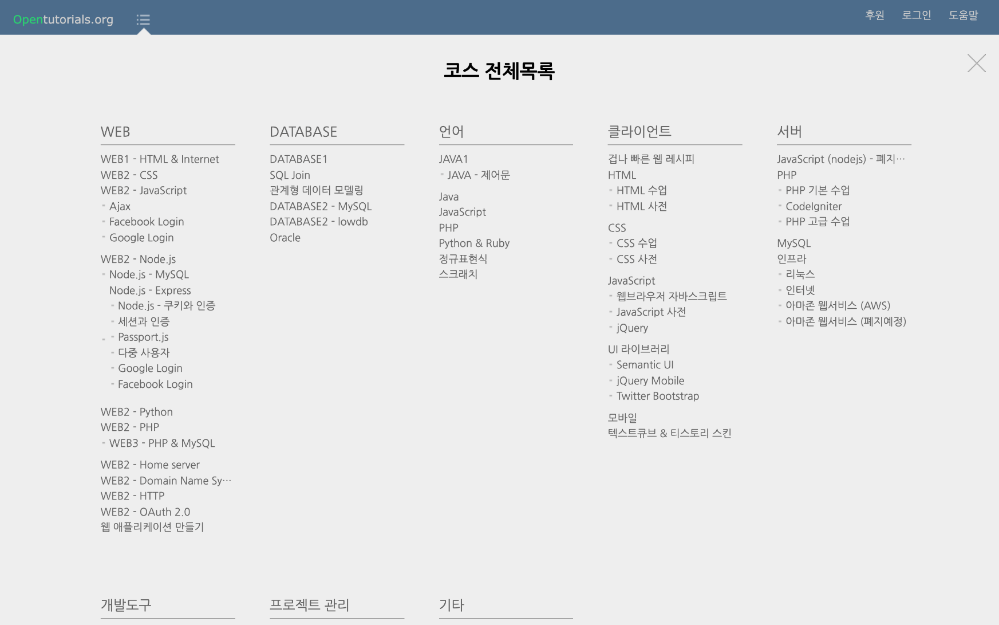 Opentutorials.org
후원 로그인 도움말
코스 전체목록
WEB
WEB1 - HTML & Internet
WEB2 - CSS
WEB2 - JavaScript
Ajax
Facebook Login
Google Login
WEB2 - Node.js
Node.js - MySQL
Node.js - Express
Node.js - 쿠키와 인증
세션과 인증
Passport.js
다중 사용자
Google Login
Facebook Login
WEB2 - Python
WEB2 - PHP
WEB3 - PHP & MySQL
WEB2 - Home server
WEB2 - Domain Name Sy…
WEB2 - HTTP
WEB2 - OAuth 2.0
웹 애플리케이션 만들기
DATABASE
DATABASE1
SQL Join
관계형 데이터 모델링
DATABASE2 - MySQL
DATABASE2 - lowdb
Oracle
언어
JAVA1
JAVA - 제어문
Java
JavaScript
PHP
Python & Ruby
정규표현식
스크래치
클라이언트
겁나 빠른 웹 레시피
HTML
HTML 수업
HTML 사전
CSS
CSS 수업
CSS 사전
JavaScript
웹브라우저 자바스크립트
JavaScript 사전
jQuery
UI 라이브러리
Semantic UI
jQuery Mobile
Twitter Bootstrap
모바일
텍스트큐브 & 티스토리 스킨
서버
JavaScript (nodejs) - 폐지…
PHP
PHP 기본 수업
CodeIgniter
PHP 고급 수업
MySQL
인프라
리눅스
인터넷
아마존 웹서비스 (AWS)
아마존 웹서비스 (폐지예정)
개발도구
프로젝트 관리
기타